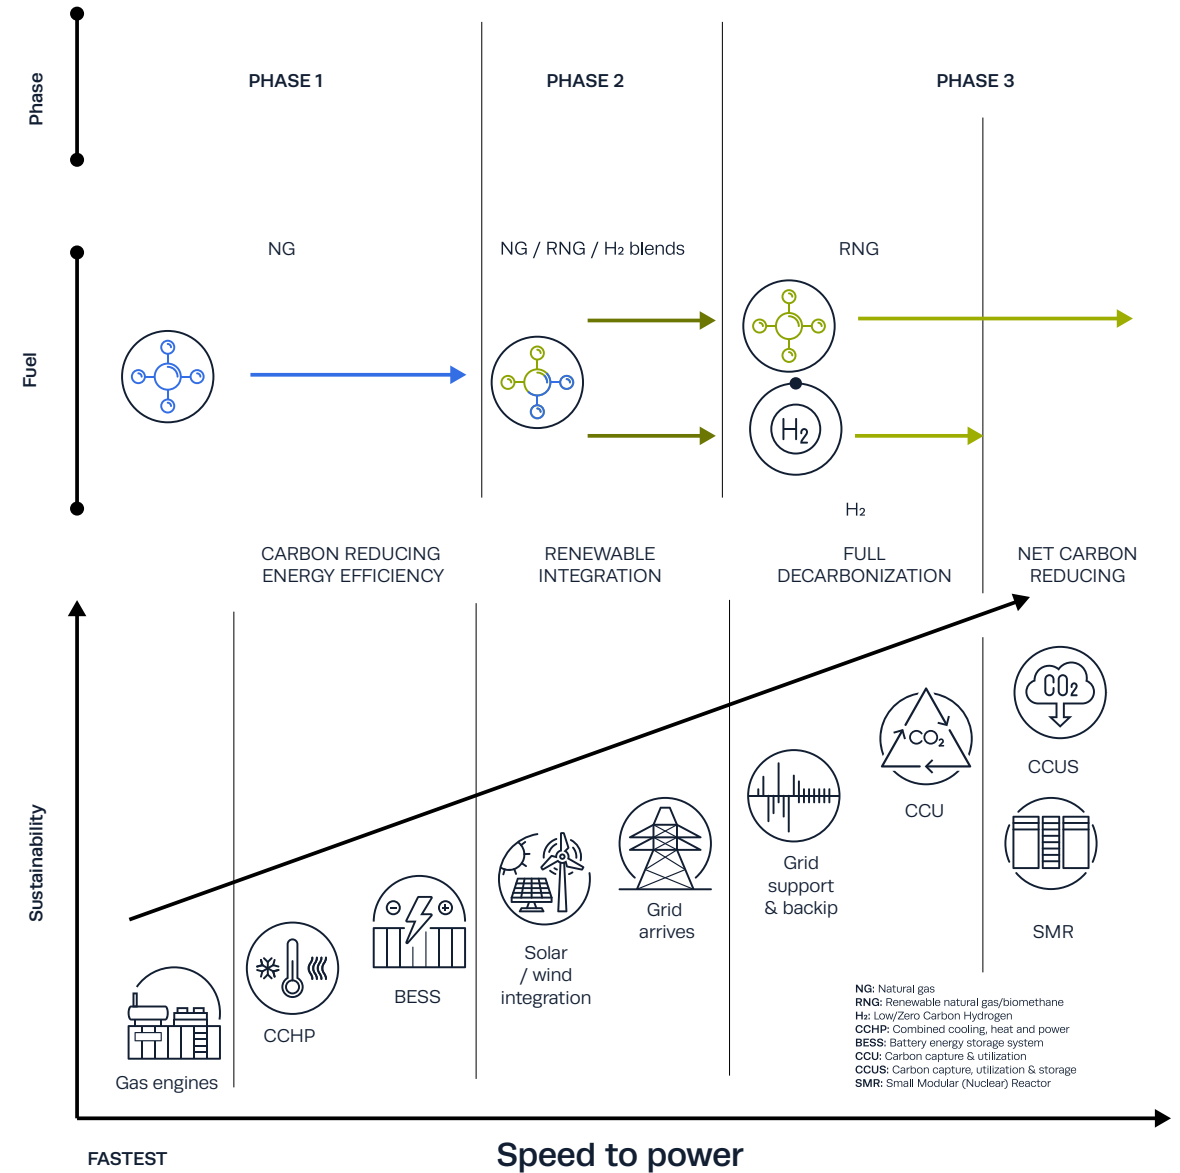 Phase
PHASE 1
PHASE 2
PHASE 3
Fuel
NG
NG / RNG / H₂ blends
RNG
H₂
H₂
CARBON REDUCING
ENERGY EFFICIENCY
RENEWABLE
INTEGRATION
FULL
DECARBONIZATION
NET CARBON
REDUCING
Sustainability
Gas engines
CCHP
BESS
Solar
/ wind
integration
Grid
arrives
Grid
support
& backip
CO₂
CCU
CO₂
CCUS
SMR
NG: Natural gas
RNG: Renewable natural gas/biomethane
H₂: Low/Zero Carbon Hydrogen
CCHP: Combined cooling, heat and power
BESS: Battery energy storage system
CCU: Carbon capture & utilization
CCUS: Carbon capture, utilization & storage
SMR: Small Modular (Nuclear) Reactor
FASTEST
Speed to power